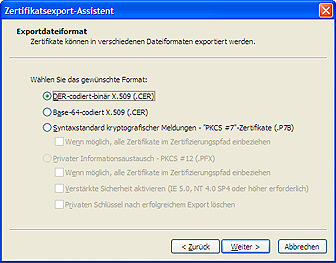 Zertifikatsexport-Assistent
Exportdateiformat
Zertifikate können in verschiedenen Dateiformaten exportiert werden.
Wählen Sie das gewünschte Format:
DER-codiert-binär X.509 (.CER)
Base-64-codiert X.509 (.CER)
Syntaxstandard kryptografischer Meldungen - "PKCS #7"-Zertifikate (.P7B)
Wenn möglich, alle Zertifikate im Zertifizierungspfad einbeziehen
Privater Informationsaustausch - PKCS #12 (.PFX)
Wenn möglich, alle Zertifikate im Zertifizierungspfad einbeziehen
Verstärkte Sicherheit aktivieren (IE 5.0, NT 4.0 SP4 oder höher erforderlich)
Privaten Schlüssel nach erfolgreichem Export löschen
< Zurück Weiter > Abbrechen